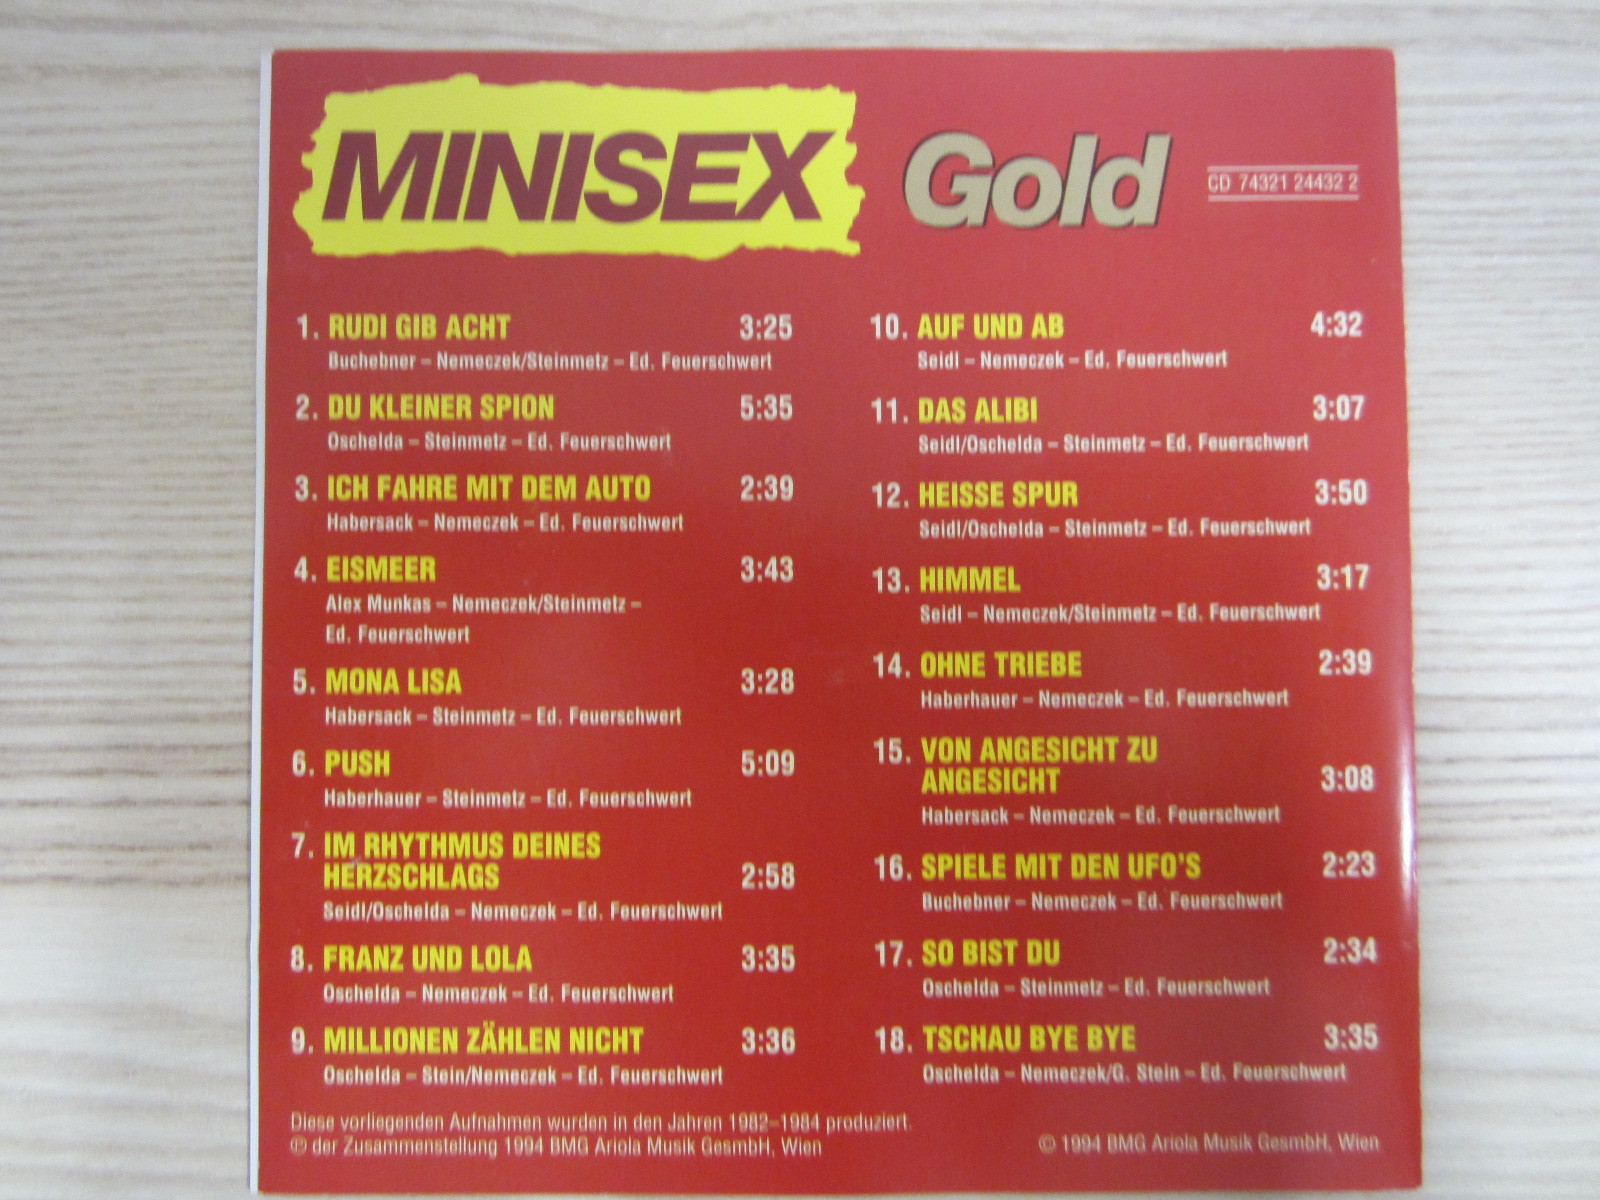 MINISEX Gold CD 74321 24432 2
1. RUDI GIB ACHT 3:25
Buchebner – Nemeczek/Steinmetz – Ed. Feuerschwert
2. DU KLEINER SPION 5:35
Oschelda – Steinmetz – Ed. Feuerschwert
3. ICH FAHRE MIT DEM AUTO 2:39
Habersack – Nemeczek – Ed. Feuerschwert
4. EISMEER 3:43
Alex Munkas – Nemeczek/Steinmetz –
Ed. Feuerschwert
5. MONA LISA 3:28
Habersack – Steinmetz – Ed. Feuerschwert
6. PUSH 5:09
Haberhauer – Steinmetz – Ed. Feuerschwert
7. IM RHYTHMUS DEINES
HERZSCHLAGS 2:58
Seidl/Oschelda – Nemeczek – Ed. Feuerschwert
8. FRANZ UND LOLA 3:35
Oschelda – Nemeczek – Ed. Feuerschwert
9. MILLIONEN ZÄHLEN NICHT 3:36
Oschelda – Stein/Nemeczek – Ed. Feuerschwert
10. AUF UND AB 4:32
Seidl – Nemeczek – Ed. Feuerschwert
11. DAS ALIBI 3:07
Seidl/Oschelda – Steinmetz – Ed. Feuerschwert
12. HEISSE SPUR 3:50
Seidl/Oschelda – Steinmetz – Ed. Feuerschwert
13. HIMMEL 3:17
Seidl – Nemeczek/Steinmetz – Ed. Feuerschwert
14. OHNE TRIEBE 2:39
Haberhauer – Nemeczek – Ed. Feuerschwert
15. VON ANGESICHT ZU
ANGESICHT 3:08
Habersack – Nemeczek – Ed. Feuerschwert
16. SPIELE MIT DEN UFO'S 2:23
Buchebner – Nemeczek – Ed. Feuerschwert
17. SO BIST DU 2:34
Oschelda – Steinmetz – Ed. Feuerschwert
18. TSCHAU BYE BYE 3:35
Oschelda – Nemeczek/G. Stein – Ed. Feuerschwert
Diese vorliegenden Aufnahmen wurden in den Jahren 1982–1984 produziert.
℗ der Zusammenstellung 1994 BMG Ariola Musik GesmbH, Wien
© 1994 BMG Ariola Musik GesmbH, Wien